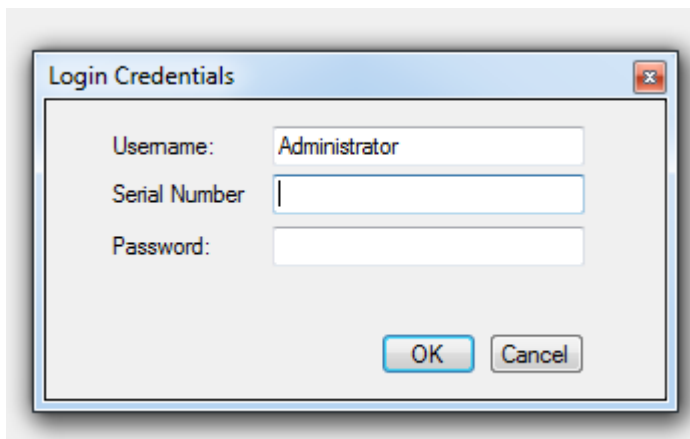 Login Credentials
Username: Administrator
Serial Number
Password:
OK Cancel